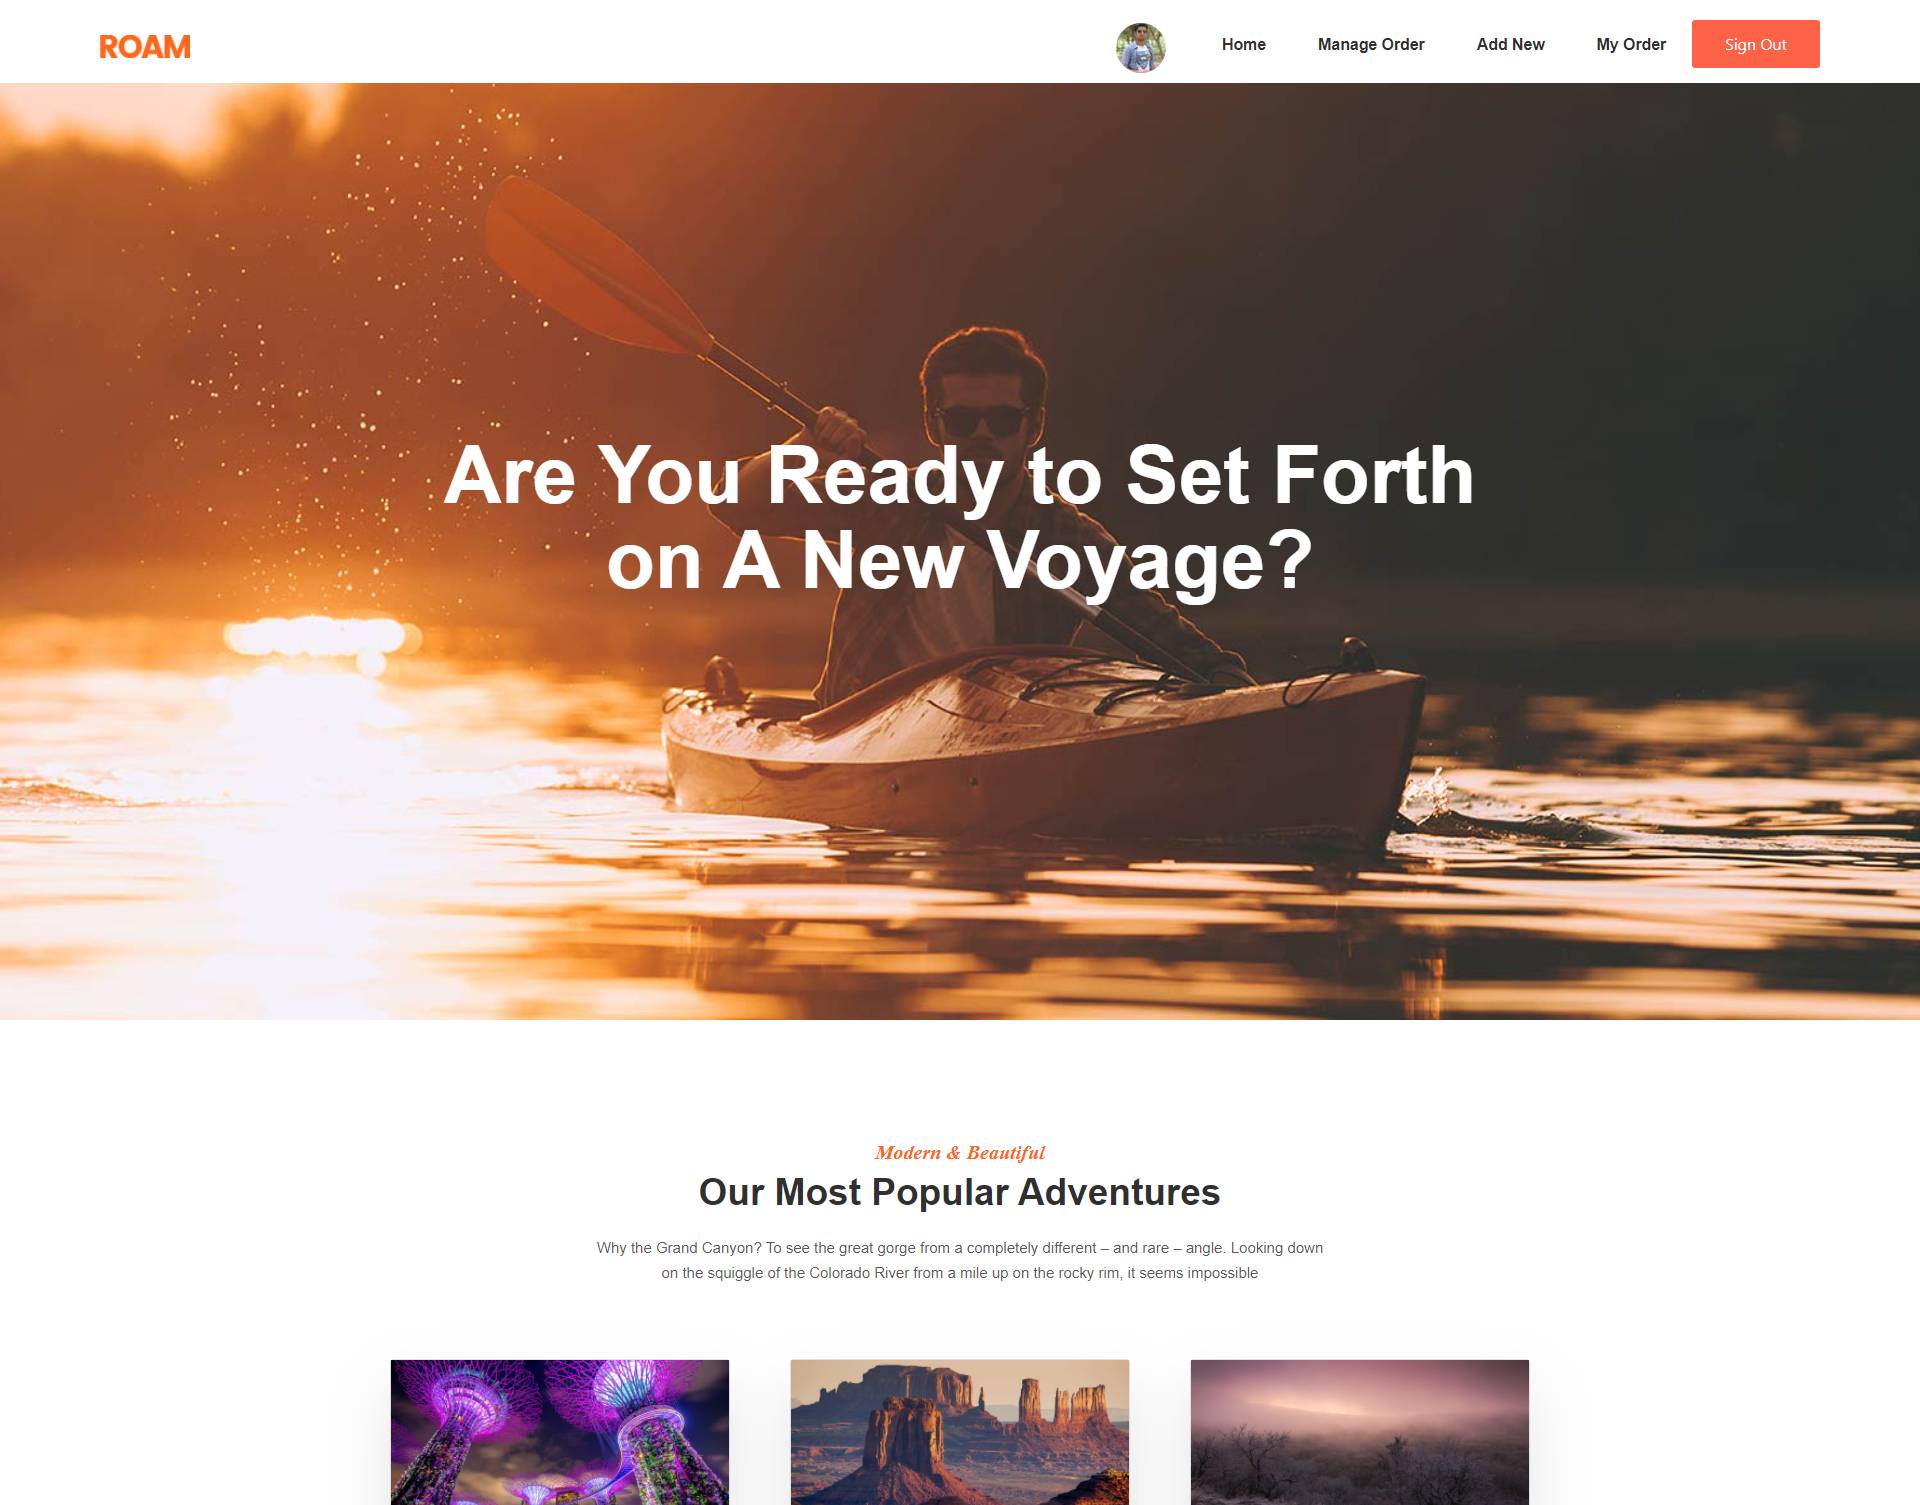 ROAM
Home
Manage Order
Add New
My Order
Sign Out
Are You Ready to Set Forth
on A New Voyage?
Modern & Beautiful
Our Most Popular Adventures
Why the Grand Canyon? To see the great gorge from a completely different – and rare – angle. Looking down
on the squiggle of the Colorado River from a mile up on the rocky rim, it seems impossible